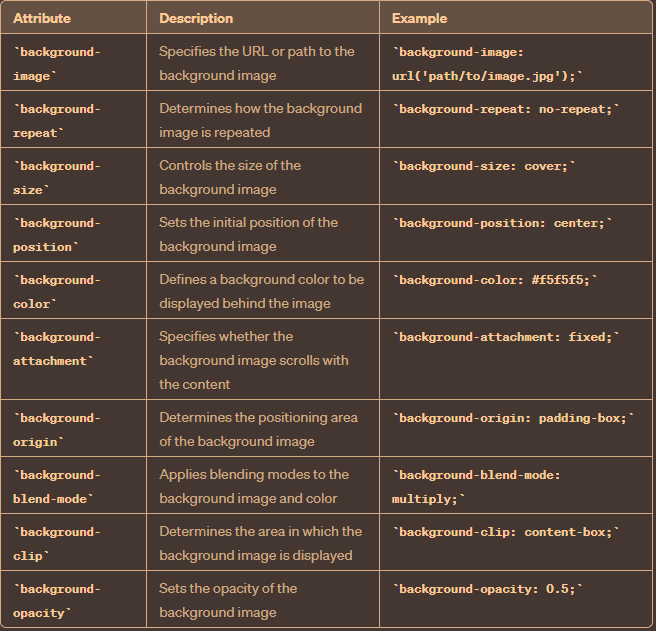 Attribute Description Example
`background- Specifies the URL or path to the `background-image:
image` background image url('path/to/image.jpg');`
`background- Determines how the background `background-repeat: no-repeat;`
repeat` image is repeated
`background- Controls the size of the `background-size: cover;`
size` background image
`background- Sets the initial position of the `background-position: center;`
position` background image
`background- Defines a background color to be `background-color: #f5f5f5;`
color` displayed behind the image
`background- Specifies whether the `background-attachment: fixed;`
attachment` background image scrolls with
the content
`background- Determines the positioning area `background-origin: padding-box;`
origin` of the background image
`background- Applies blending modes to the `background-blend-mode:
blend-mode` background image and color multiply;`
`background- Determines the area in which the `background-clip: content-box;`
clip` background image is displayed
`background- Sets the opacity of the `background-opacity: 0.5;`
opacity` background image